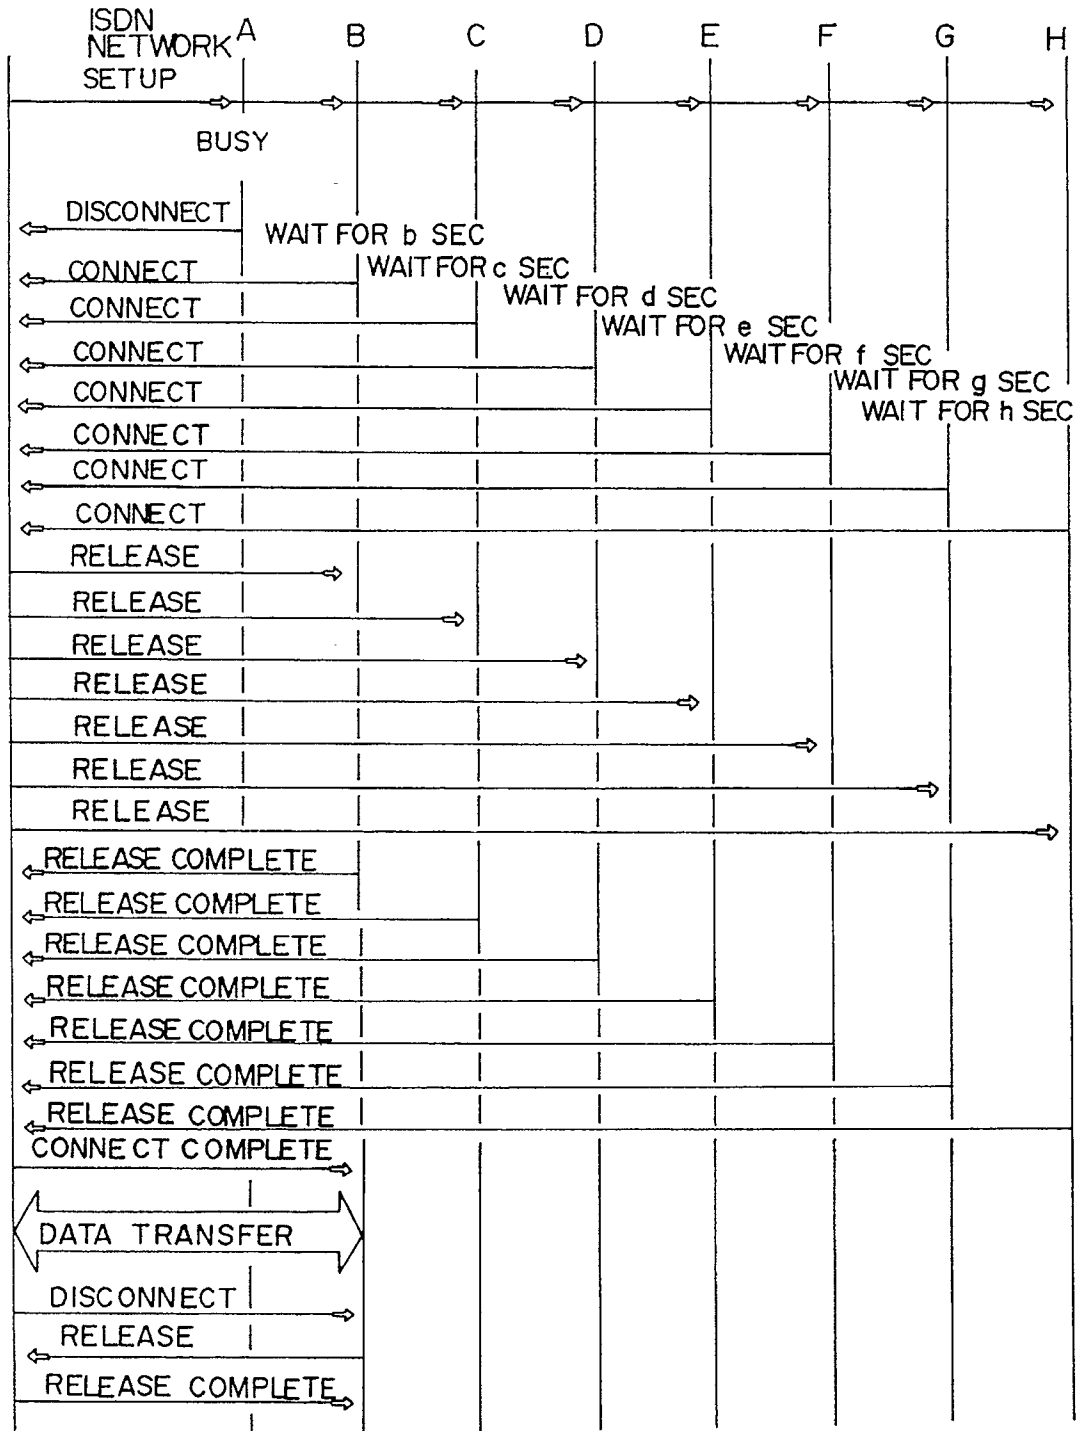 ISDN
NETWORK A B C D E F G H
SETUP
BUSY
DISCONNECT
WAIT FOR b SEC
CONNECT
WAIT FOR c SEC
WAIT FOR d SEC
CONNECT
WAIT FOR e SEC
CONNECT
WAIT FOR f SEC
WAIT FOR g SEC
CONNECT
WAIT FOR h SEC
CONNECT
CONNECT
CONNECT
RELEASE
RELEASE
RELEASE
RELEASE
RELEASE
RELEASE
RELEASE
RELEASE COMPLETE
RELEASE COMPLETE
RELEASE COMPLETE
RELEASE COMPLETE
RELEASE COMPLETE
RELEASE COMPLETE
RELEASE COMPLETE
CONNECT COMPLETE
DATA TRANSFER
DISCONNECT
RELEASE
RELEASE COMPLETE